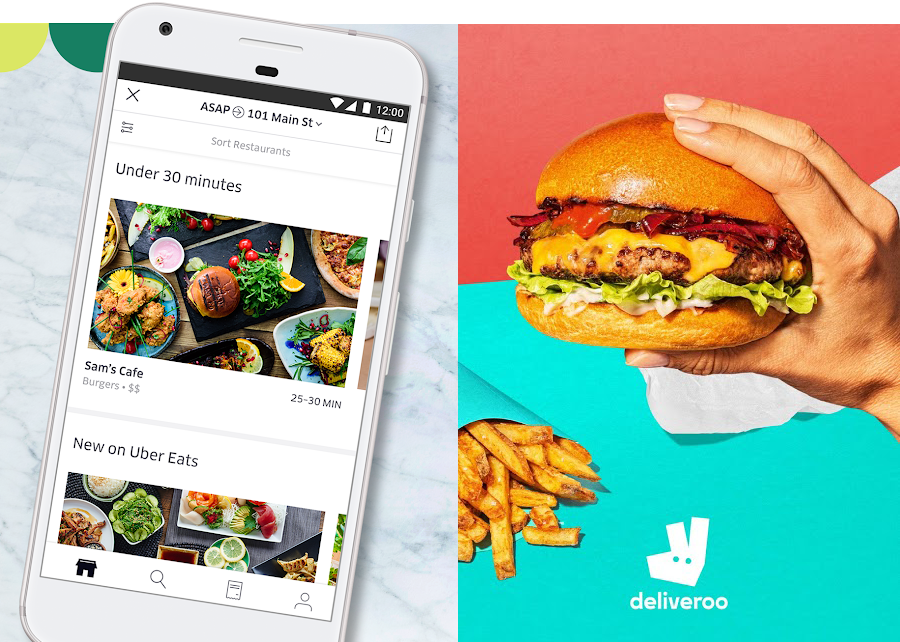 12:00
ASAP 101 Main St
Sort Restaurants
Under 30 minutes
Sam's Cafe
Burgers • $$
25–30 MIN
New on Uber Eats
deliveroo